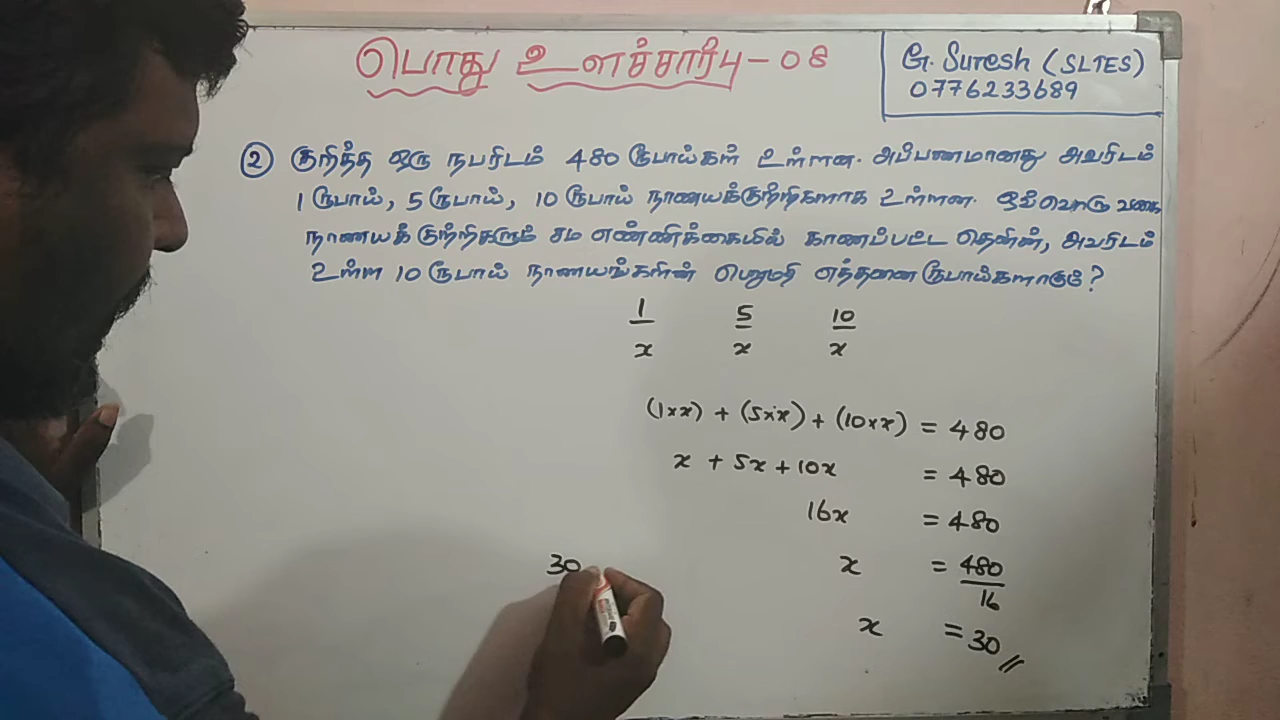 பொது உளச்சார்பு - 08
G. Suresh (SLTES)
0776233689
② குறித்த ஒரு நபரிடம் 480 ரூபாய்கள் உள்ளன. அப்பணமானது அவரிடம்
1 ரூபாய், 5 ரூபாய், 10 ரூபாய் நாணயக்குற்றிகளாக உள்ளன. ஒவ்வொரு வகை
நாணயக் குற்றிகளும் சம எண்ணிக்கையில் காணப்பட்ட தெனின், அவரிடம்
உள்ள 10 ரூபாய் நாணயங்களின் பெறுமதி எத்தனை ரூபாய்களாகும்?
1 5 10
x x x
(1×x) + (5×x) + (10×x) = 480
x + 5x + 10x = 480
16x = 480
x = 480
16
x = 30 //
30